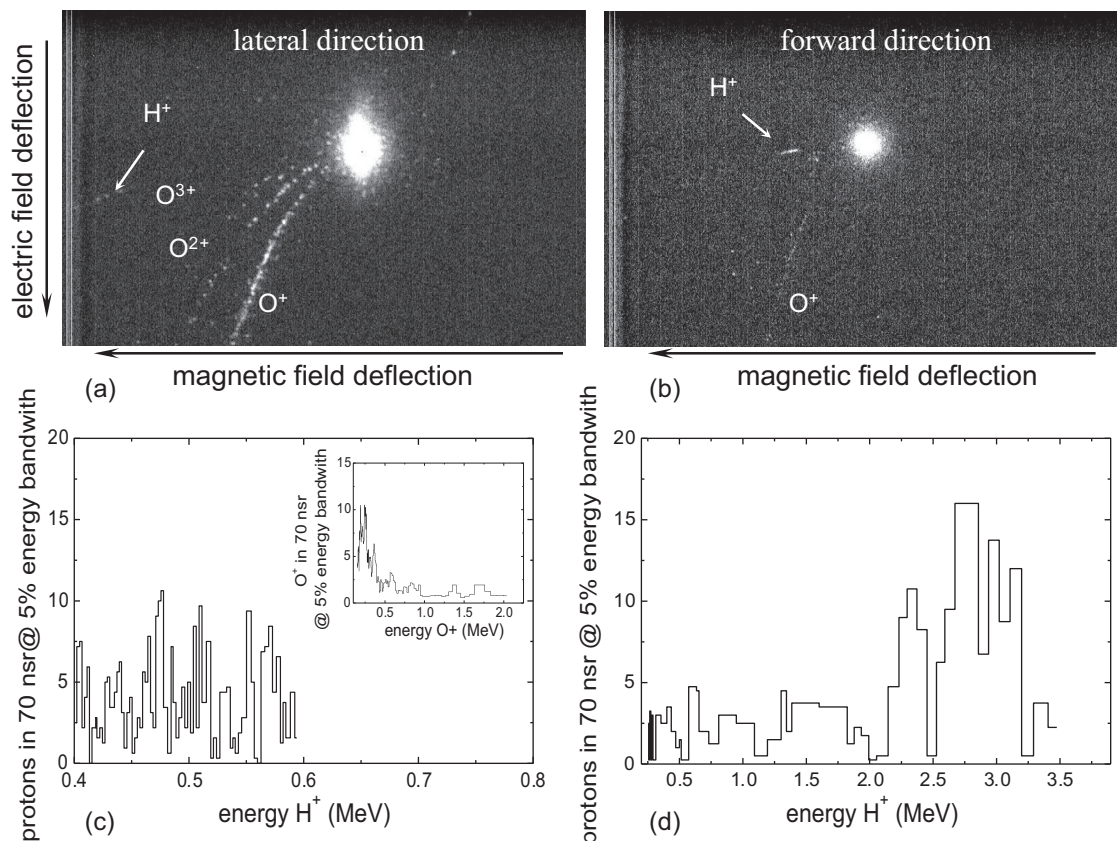 lateral direction
H+
O3+
O2+
O+
electric field deflection
magnetic field deflection
(a)
forward direction
H+
O+
magnetic field deflection
(b)
protons in 70 nsr@ 5% energy bandwith
20
15
10
5
0
0.4
0.5
0.6
0.7
0.8
energy H+ (MeV)
(c)
O+ in 70 nsr
@ 5% energy bandwith
15
10
5
0
0.5
1.0
1.5
2.0
energy O+ (MeV)
protons in 70 nsr @ 5% energy bandwith
20
15
10
5
0
0.5
1.0
1.5
2.0
2.5
3.0
3.5
energy H+ (MeV)
(d)